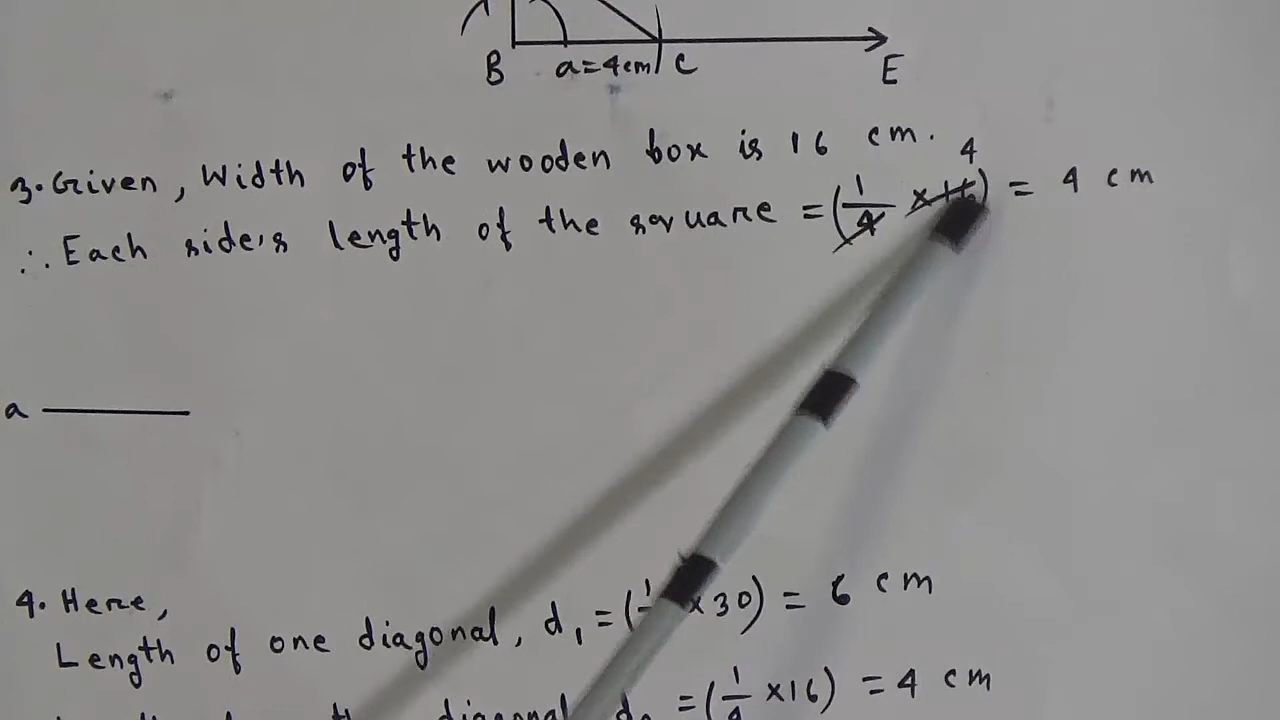 B a=4cm C E
3. Given, Width of the wooden box is 16 cm.
4
∴ Each side's length of the square = (1/4 ×16) = 4 cm
a
4. Here,
Length of one diagonal, d₁ = (1 ×30) = 6 cm
diagonal = (1/4 ×16) = 4 cm